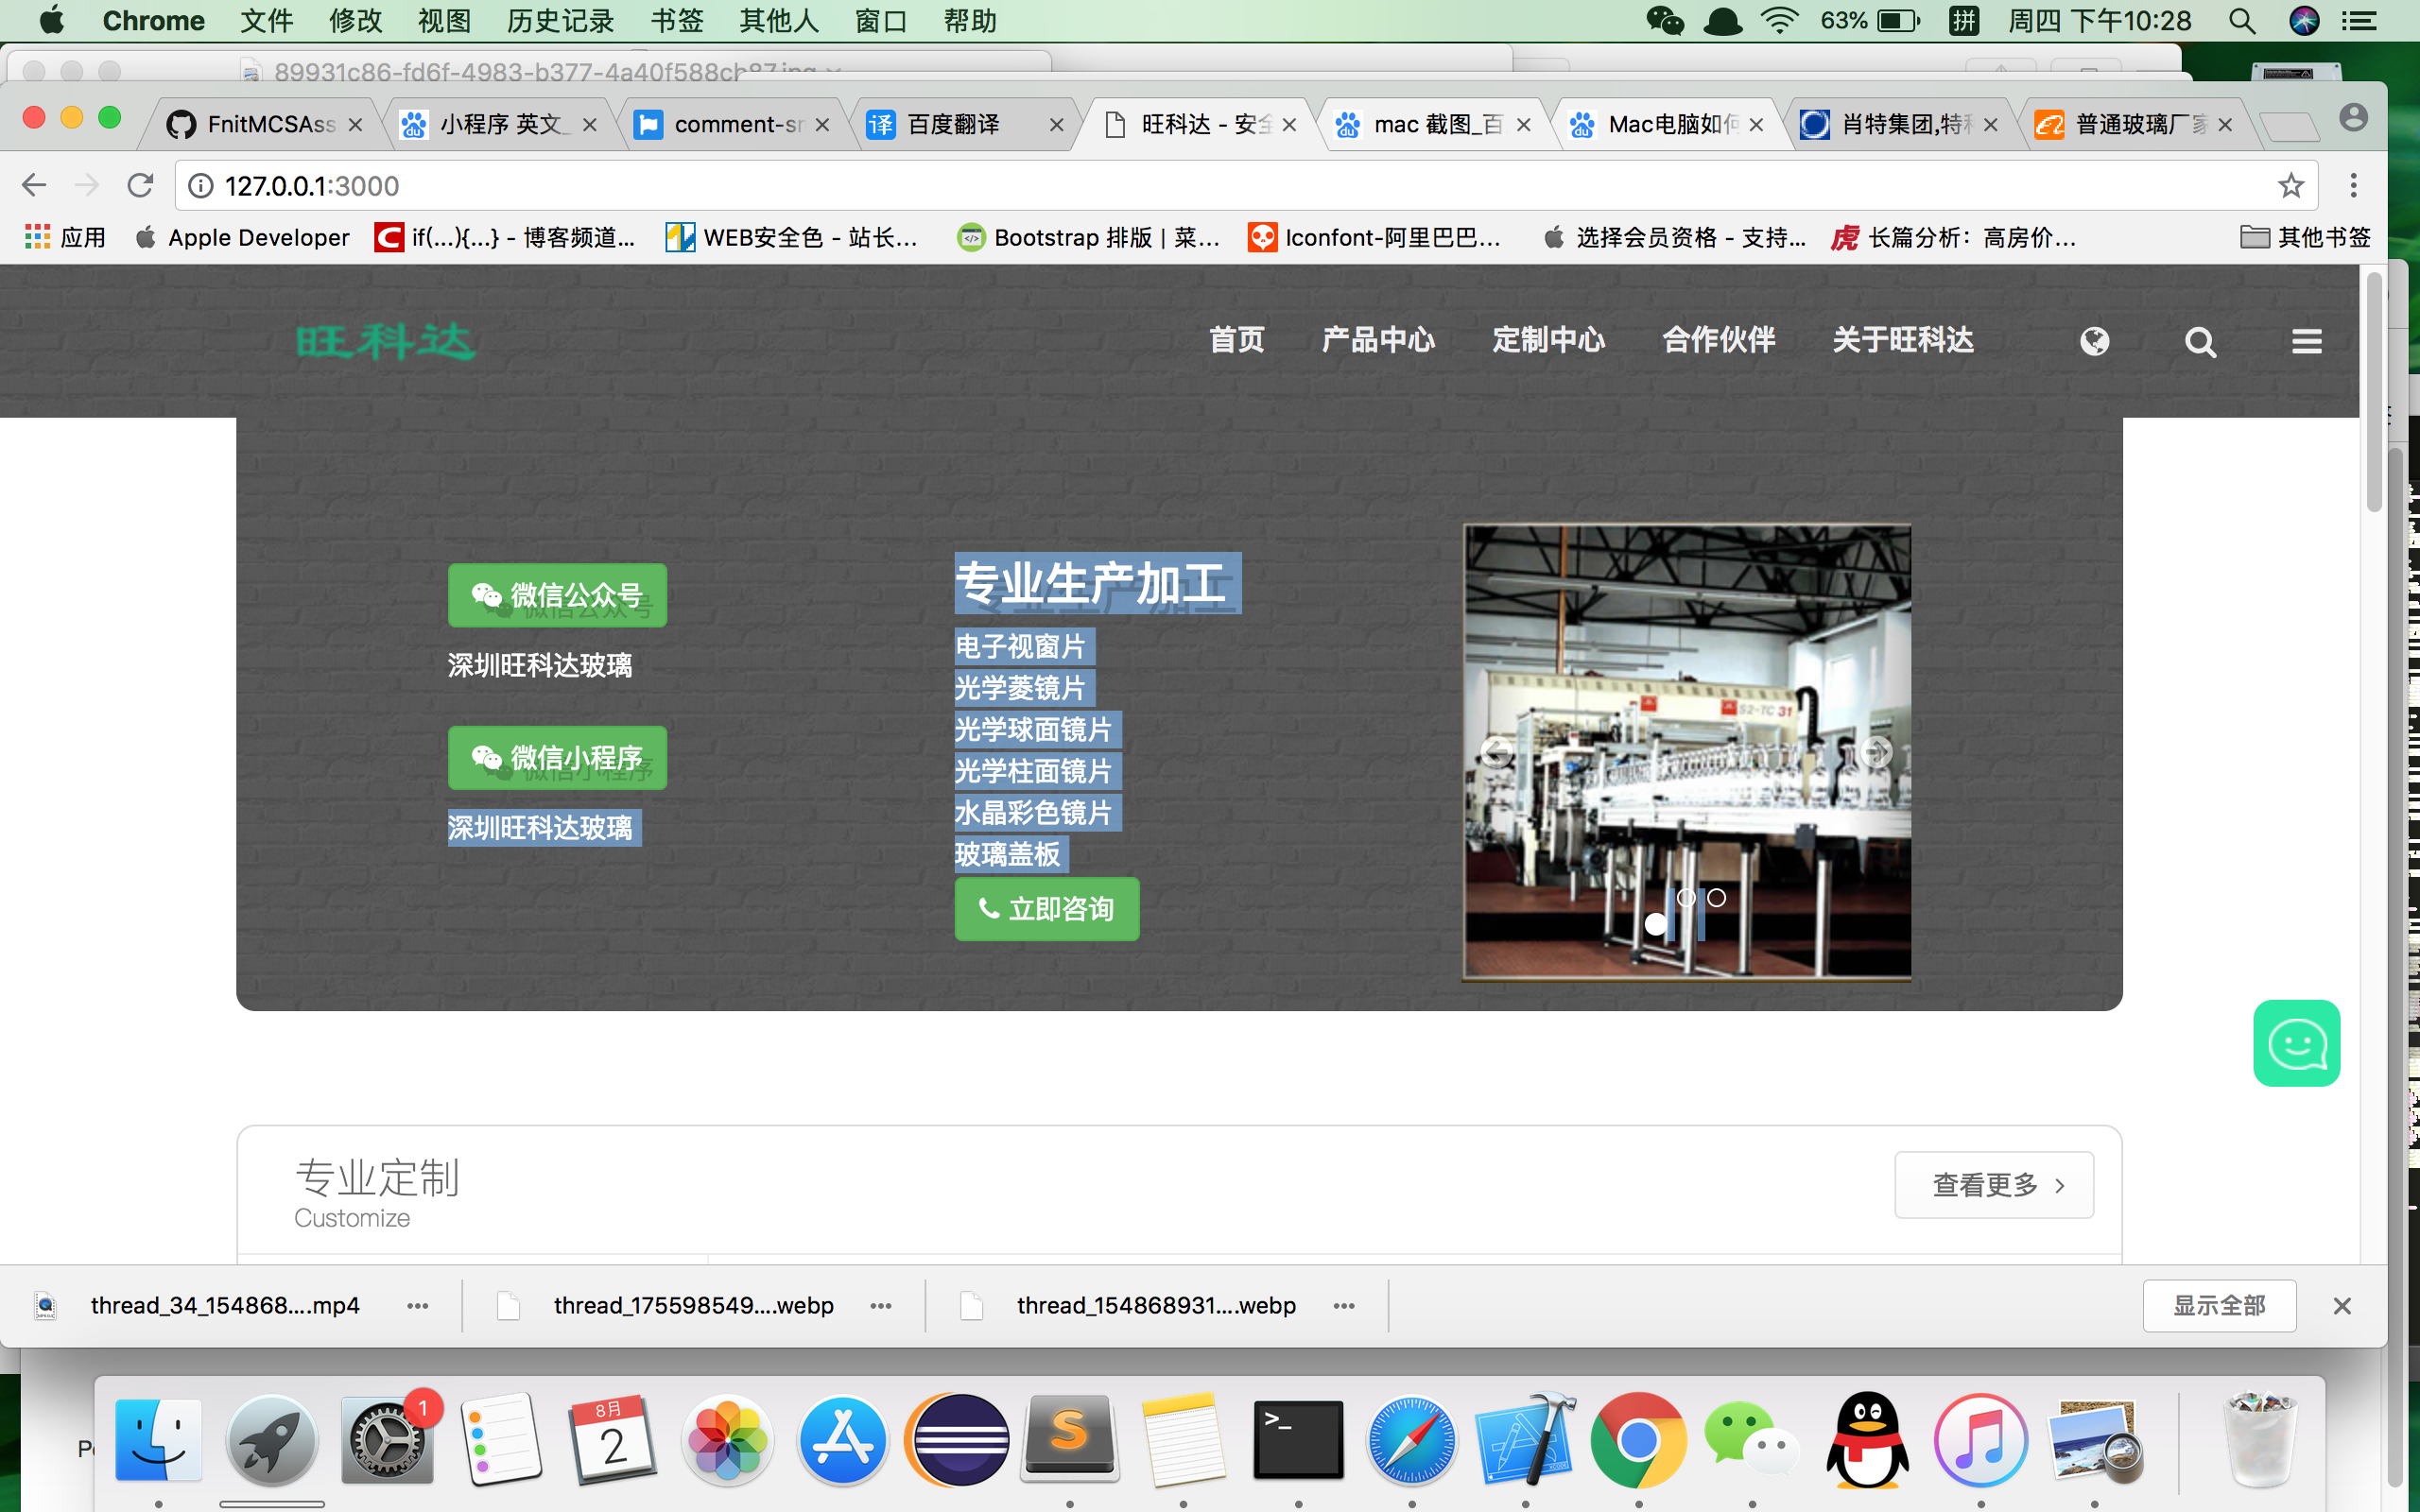 Chrome 文件 修改 视图 历史记录 书签 其他人 窗口 帮助 63% 拼 周四 下午10:28
89931c86-fd6f-4983-b377-4a40f588cb87.jpg
FnitMCSAss 小程序 英文_ comment-sr 百度翻译 旺科达 - 安全 mac 截图_百 Mac电脑如何 肖特集团,特种 普通玻璃厂家
127.0.0.1:3000
应用 Apple Developer if(...){...} - 博客频道... WEB安全色 - 站长... Bootstrap 排版 | 菜... Iconfont-阿里巴巴... 选择会员资格 - 支持... 长篇分析：高房价... 其他书签
旺科达 首页 产品中心 定制中心 合作伙伴 关于旺科达
微信公众号
深圳旺科达玻璃
微信小程序
深圳旺科达玻璃
专业生产加工
电子视窗片
光学菱镜片
光学球面镜片
光学柱面镜片
水晶彩色镜片
玻璃盖板
立即咨询
S2-TC 31
专业定制
Customize
查看更多
thread_34_154868....mp4 thread_175598549....webp thread_154868931....webp 显示全部
1
8月
2